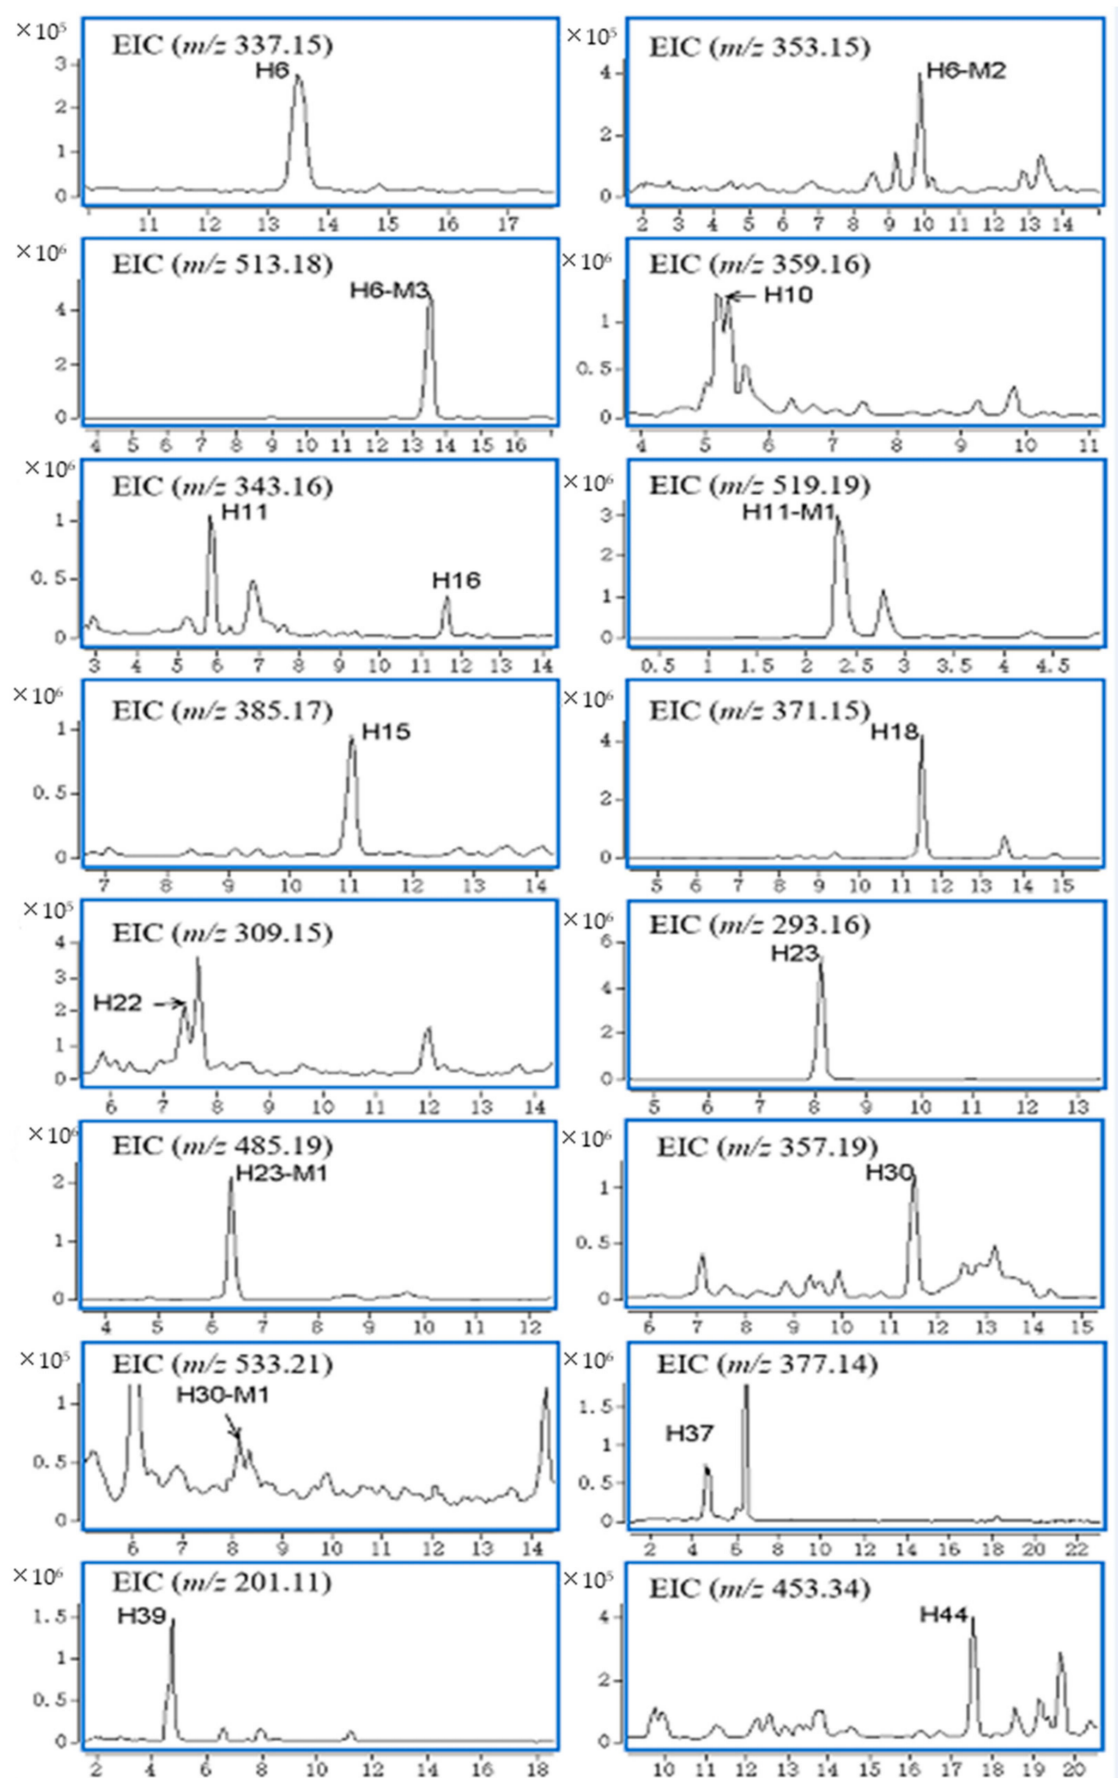 ×10⁵
EIC (m/z 337.15)
H6
3
2
1
0
11 12 13 14 15 16 17
×10⁵
EIC (m/z 353.15)
H6-M2
4
2
0
2 3 4 5 6 7 8 9 10 11 12 13 14
×10⁶
EIC (m/z 513.18)
H6-M3
4
2
0
4 5 6 7 8 9 10 11 12 13 14 15 16
×10⁶
EIC (m/z 359.16)
H10
1
0.5
0
4 5 6 7 8 9 10 11
×10⁶
EIC (m/z 343.16)
H11
1
0.5
H16
0
3 4 5 6 7 8 9 10 11 12 13 14
×10⁶
EIC (m/z 519.19)
H11-M1
3
2
1
0
0.5 1 1.5 2 2.5 3 3.5 4 4.5
×10⁶
EIC (m/z 385.17)
H15
1
0.5
0
7 8 9 10 11 12 13 14
×10⁶
EIC (m/z 371.15)
H18
4
2
0
5 6 7 8 9 10 11 12 13 14 15
×10⁵
EIC (m/z 309.15)
4
3
H22
2
1
0
6 7 8 9 10 11 12 13 14
×10⁶
EIC (m/z 293.16)
H23
6
4
2
0
5 6 7 8 9 10 11 12 13
×10⁶
EIC (m/z 485.19)
H23-M1
2
1
0
4 5 6 7 8 9 10 11 12
×10⁶
EIC (m/z 357.19)
H30
1
0.5
0
6 7 8 9 10 11 12 13 14 15
×10⁵
EIC (m/z 533.21)
H30-M1
1
0.5
0
6 7 8 9 10 11 12 13 14
×10⁶
EIC (m/z 377.14)
1.5
H37
1
0.5
0
2 4 6 8 10 12 14 16 18 20 22
×10⁶
EIC (m/z 201.11)
H39
1.5
1
0.5
0
2 4 6 8 10 12 14 16 18
×10⁵
EIC (m/z 453.34)
H44
4
2
0
10 11 12 13 14 15 16 17 18 19 20